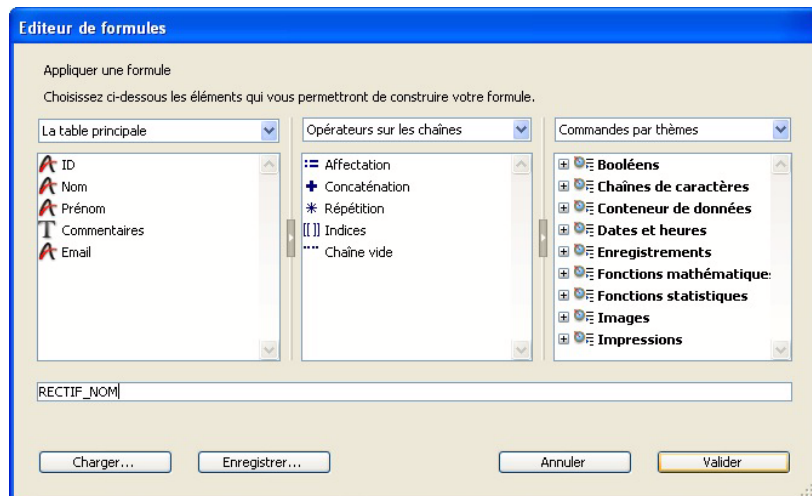 Editeur de formules
Appliquer une formule
Choisissez ci-dessous les éléments qui vous permettront de construire votre formule.
La table principale
Opérateurs sur les chaînes
Commandes par thèmes
ID
Nom
Prénom
Commentaires
Email
Affectation
Concaténation
Répétition
Indices
Chaîne vide
Booléens
Chaînes de caractères
Conteneur de données
Dates et heures
Enregistrements
Fonctions mathématiques
Fonctions statistiques
Images
Impressions
RECTIF_NOM
Charger...
Enregistrer...
Annuler
Valider